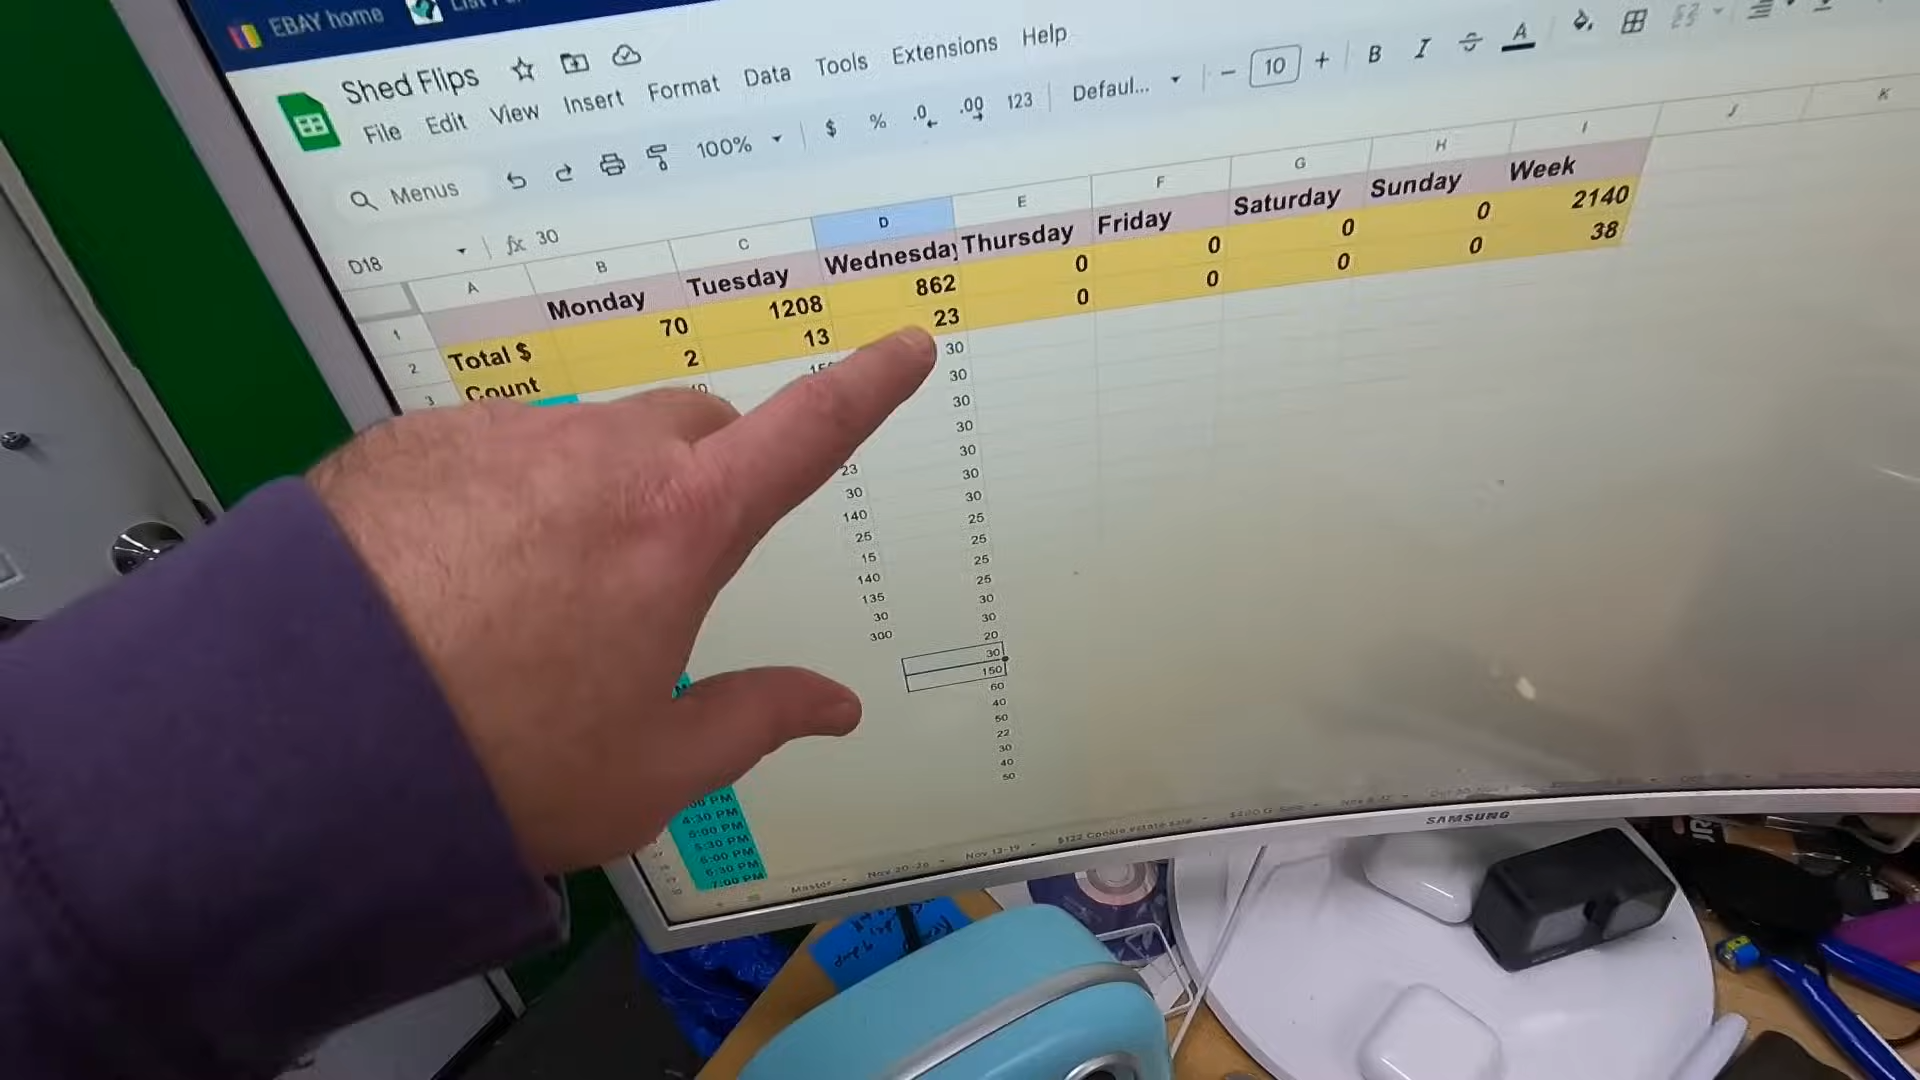 EBAY home
Shed Flips
File Edit View Insert Format Data Tools Extensions Help
Menus 100% $ % .0 .00 123 Defaul... − 10 + B I A
D18 fx 30
A B C D E F G H I J K
1 Monday Tuesday Wednesday Thursday Friday Saturday Sunday Week
2 Total $ 70 1208 862 0 0 0 0 2140
3 Count 2 13 23 0 0 0 0 38
30
30
30
30
30
23 30
30 30
140 25
25 25
15 25
140 25
135 30
30 30
300 20
30
150
60
40
50
22
30
40
50
4:30 PM
5:00 PM
5:30 PM
6:00 PM
6:30 PM
7:00 PM
Master Nov 20-26 Nov 13-19 $122 Cookie estate sale
SAMSUNG